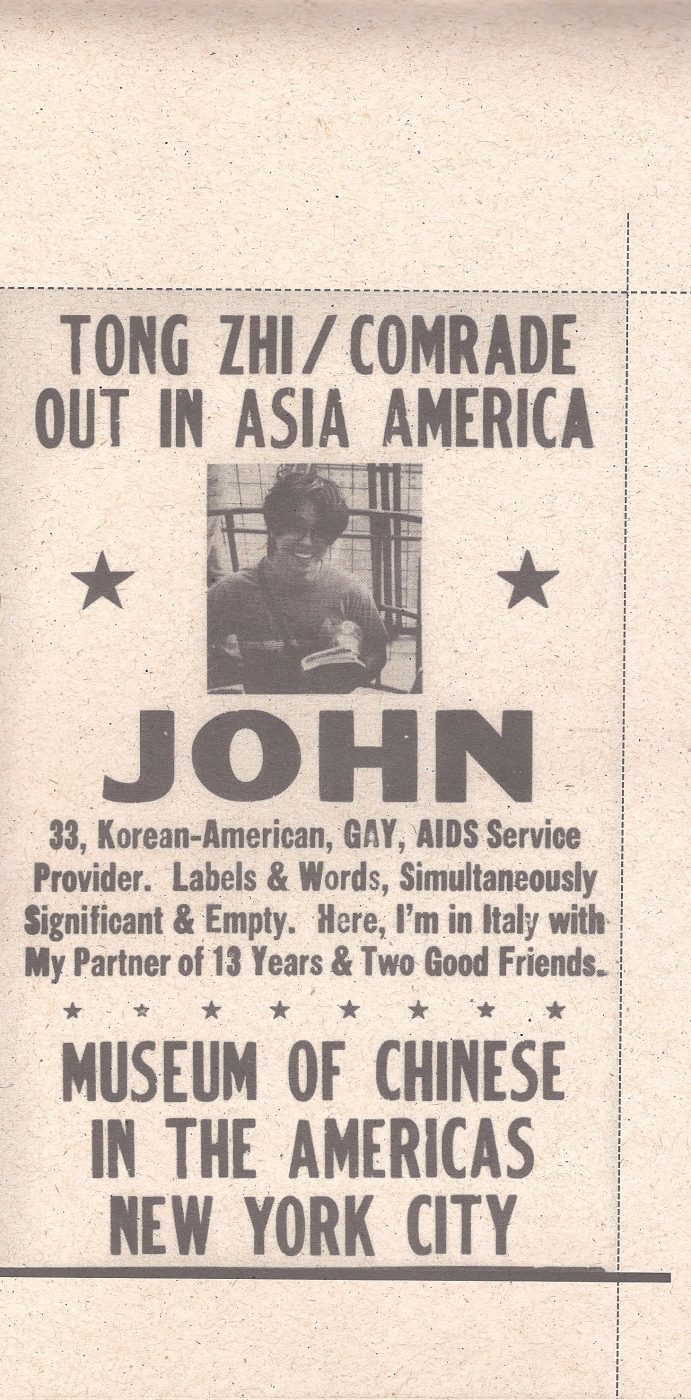 TONG ZHI / COMRADE
OUT IN ASIA AMERICA
JOHN
33, Korean-American, GAY, AIDS Service
Provider. Labels & Words, Simultaneously
Significant & Empty. Here, I'm in Italy with
My Partner of 13 Years & Two Good Friends.
MUSEUM OF CHINESE
IN THE AMERICAS
NEW YORK CITY